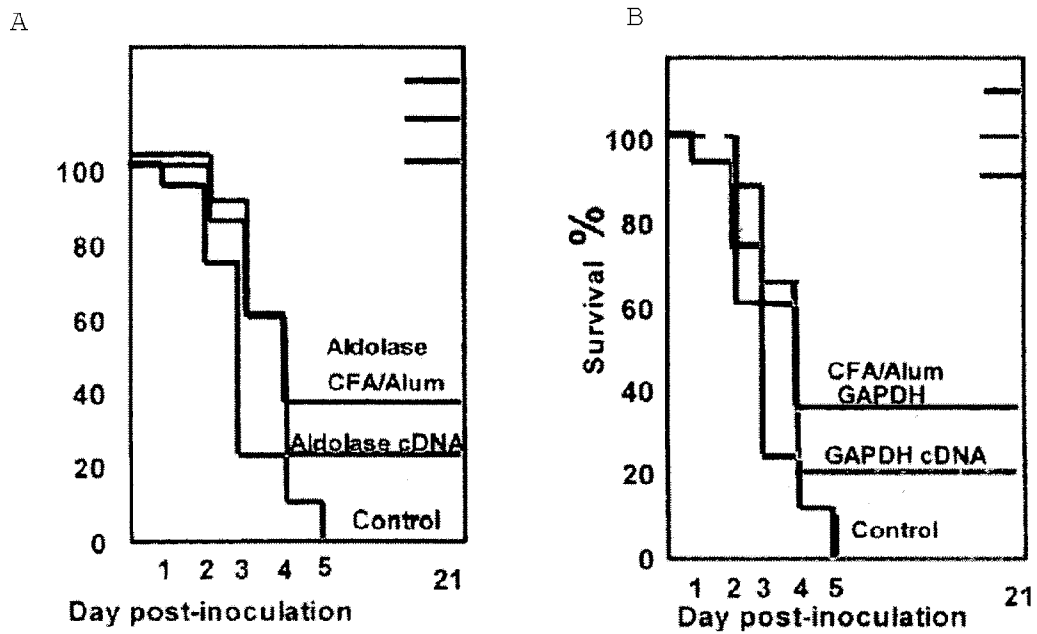 A
100
80
60
40
20
0
Aldolase
CFA/Alum
Aldolase cDNA
Control
1 2 3 4 5 21
Day post-inoculation
B
Survival %
100
80
60
40
20
0
CFA/Alum
GAPDH
GAPDH cDNA
Control
1 2 3 4 5 21
Day post-inoculation